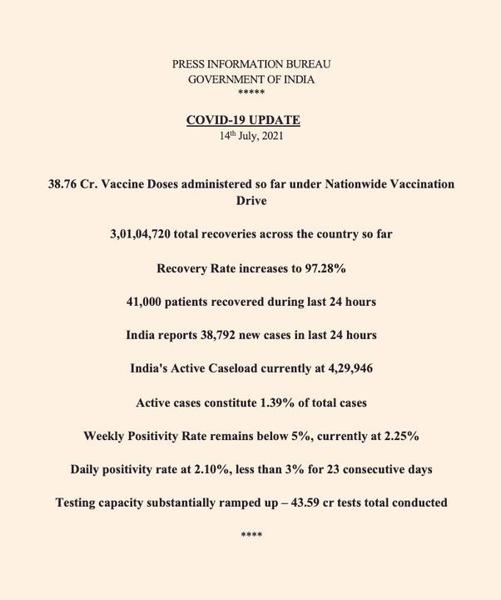 PRESS INFORMATION BUREAU
GOVERNMENT OF INDIA
*****
COVID-19 UPDATE
14th July, 2021
38.76 Cr. Vaccine Doses administered so far under Nationwide Vaccination
Drive
3,01,04,720 total recoveries across the country so far
Recovery Rate increases to 97.28%
41,000 patients recovered during last 24 hours
India reports 38,792 new cases in last 24 hours
India's Active Caseload currently at 4,29,946
Active cases constitute 1.39% of total cases
Weekly Positivity Rate remains below 5%, currently at 2.25%
Daily positivity rate at 2.10%, less than 3% for 23 consecutive days
Testing capacity substantially ramped up – 43.59 cr tests total conducted
****